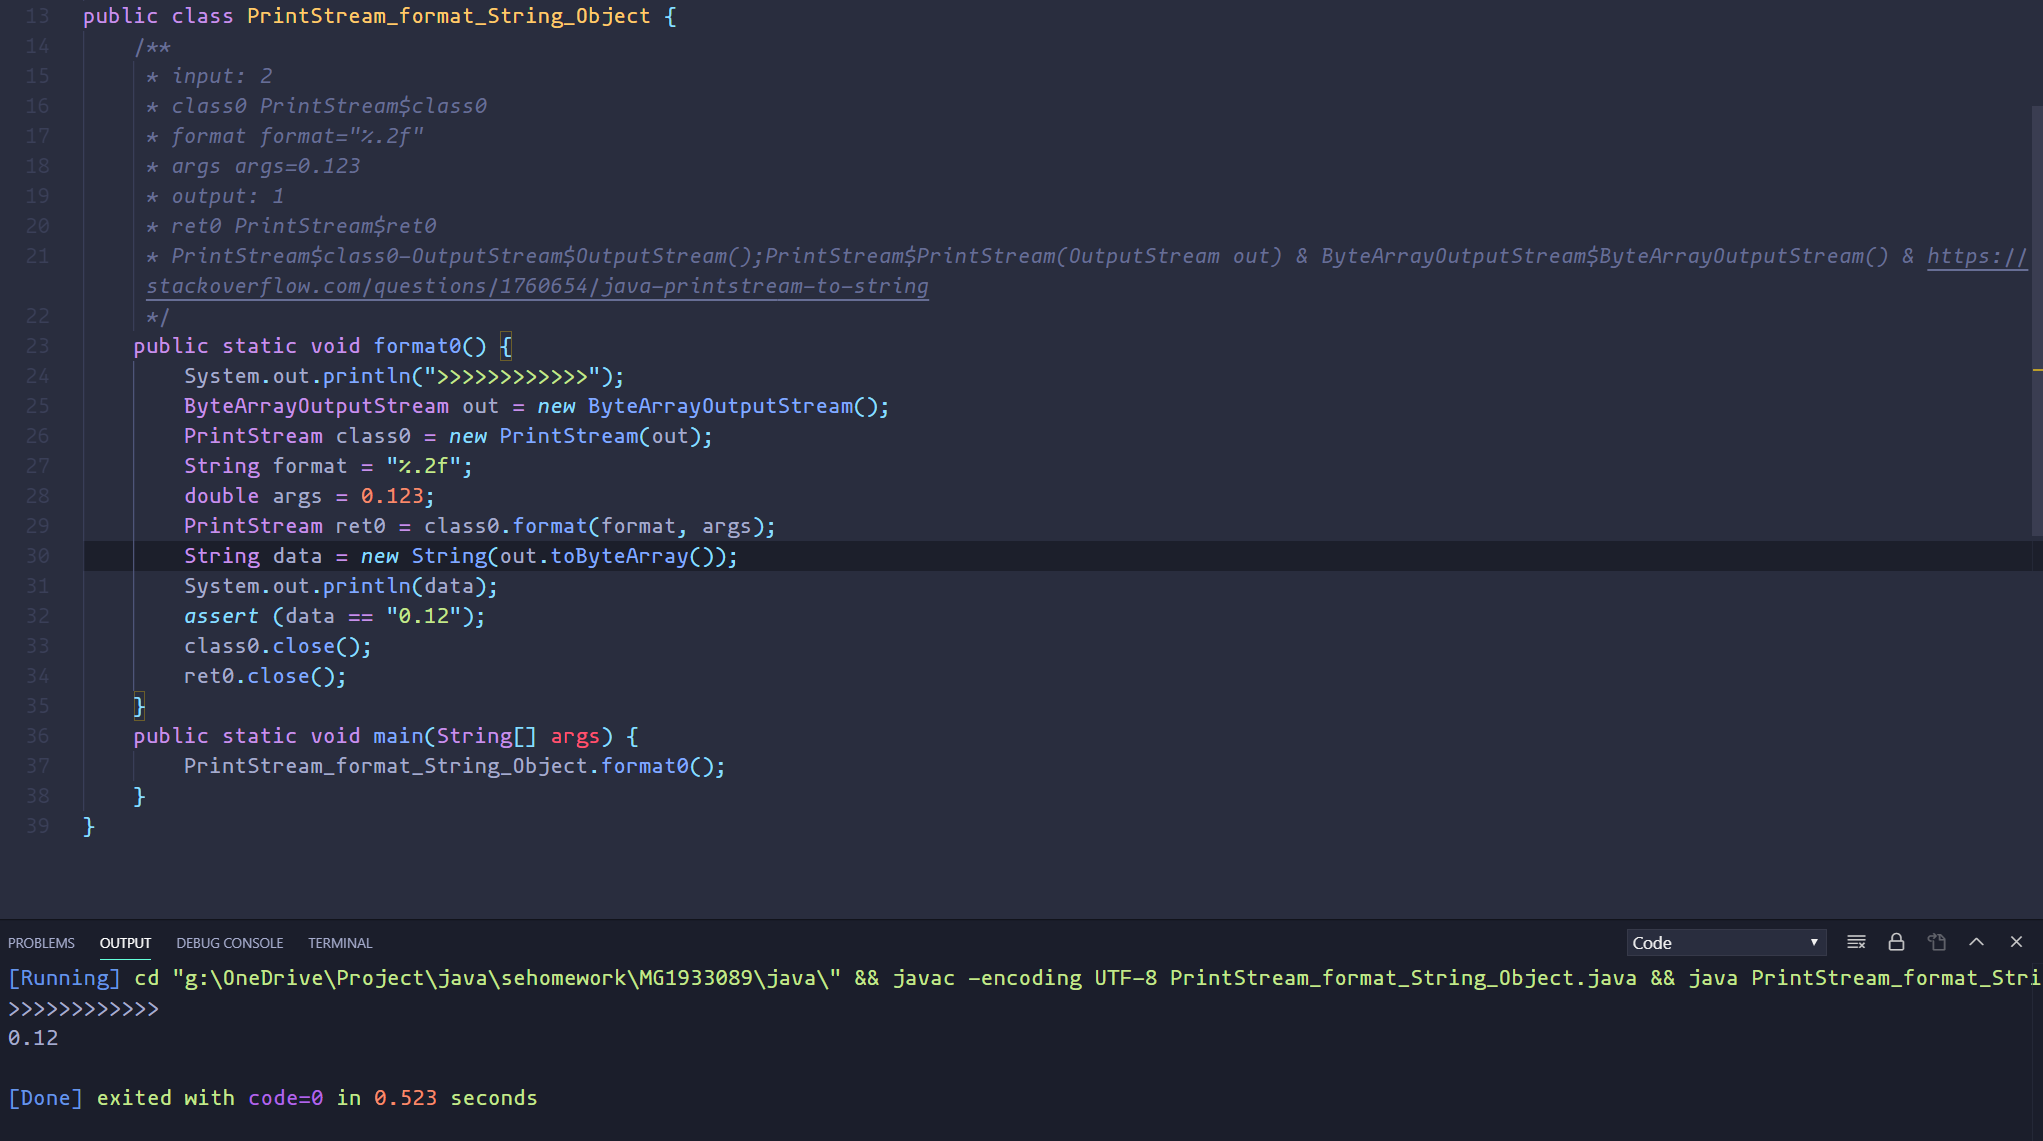 13 public class PrintStream_format_String_Object {
14 /**
15 * input: 2
16 * class0 PrintStream$class0
17 * format format="%.2f"
18 * args args=0.123
19 * output: 1
20 * ret0 PrintStream$ret0
21 * PrintStream$class0-OutputStream$OutputStream();PrintStream$PrintStream(OutputStream out) & ByteArrayOutputStream$ByteArrayOutputStream() & https://
stackoverflow.com/questions/1760654/java-printstream-to-string
22 */
23 public static void format0() {
24 System.out.println(">>>>>>>>>>>>");
25 ByteArrayOutputStream out = new ByteArrayOutputStream();
26 PrintStream class0 = new PrintStream(out);
27 String format = "%.2f";
28 double args = 0.123;
29 PrintStream ret0 = class0.format(format, args);
30 String data = new String(out.toByteArray());
31 System.out.println(data);
32 assert (data == "0.12");
33 class0.close();
34 ret0.close();
35 }
36 public static void main(String[] args) {
37 PrintStream_format_String_Object.format0();
38 }
39 }
PROBLEMS OUTPUT DEBUG CONSOLE TERMINAL Code
[Running] cd "g:\OneDrive\Project\java\sehomework\MG1933089\java\" && javac -encoding UTF-8 PrintStream_format_String_Object.java && java PrintStream_format_Stri
>>>>>>>>>>>>
0.12
[Done] exited with code=0 in 0.523 seconds